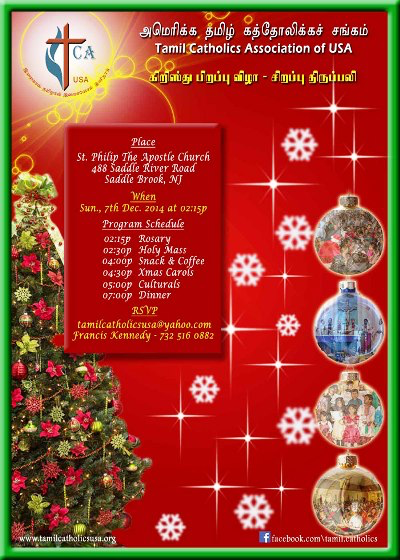 அமெரிக்க தமிழ் கத்தோலிக்கச் சங்கம்
Tamil Catholics Association of USA
கிறிஸ்து பிறப்பு விழா - சிறப்பு திருப்பலி
TCA
USA
Place
St. Philip The Apostle Church
488 Saddle River Road
Saddle Brook, NJ
When
Sun., 7th Dec. 2014 at 02:15p
Program Schedule
02:15p Rosary
02:30p Holy Mass
04:00p Snack & Coffee
04:30p Xmas Carols
05:00p Culturals
07:00p Dinner
RSVP
tamilcatholicsusa@yahoo.com
Francis Kennedy - 732 516 0882
www.tamilcatholicsusa.org
facebook.com/tamil.catholics